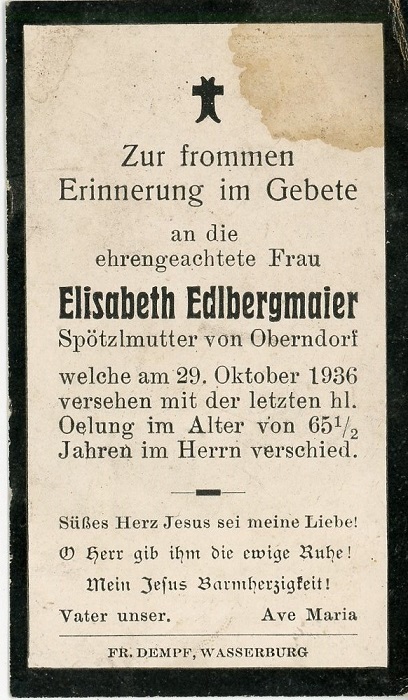 Zur frommen
Erinnerung im Gebete
an die
ehrengeachtete Frau
Elisabeth Edlbergmaier
Spötzlmutter von Oberndorf
welche am 29. Oktober 1936
versehen mit der letzten hl.
Oelung im Alter von 65½
Jahren im Herrn verschied.
Süßes Herz Jesus sei meine Liebe!
O Herr gib ihm die ewige Ruhe!
Mein Jesus Barmherzigkeit!
Vater unser. Ave Maria
FR. DEMPF, WASSERBURG